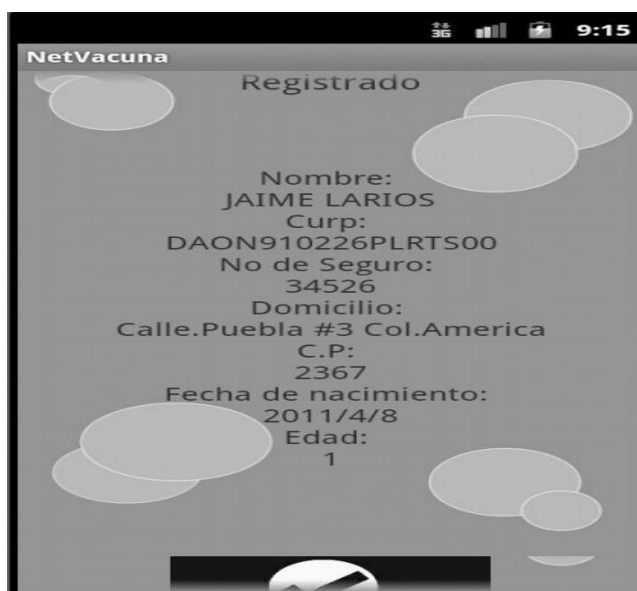 3G 9:15
NetVacuna
Registrado
Nombre:
JAIME LARIOS
Curp:
DAON910226PLRTS00
No de Seguro:
34526
Domicilio:
Calle.Puebla #3 Col.America
C.P:
2367
Fecha de nacimiento:
2011/4/8
Edad:
1